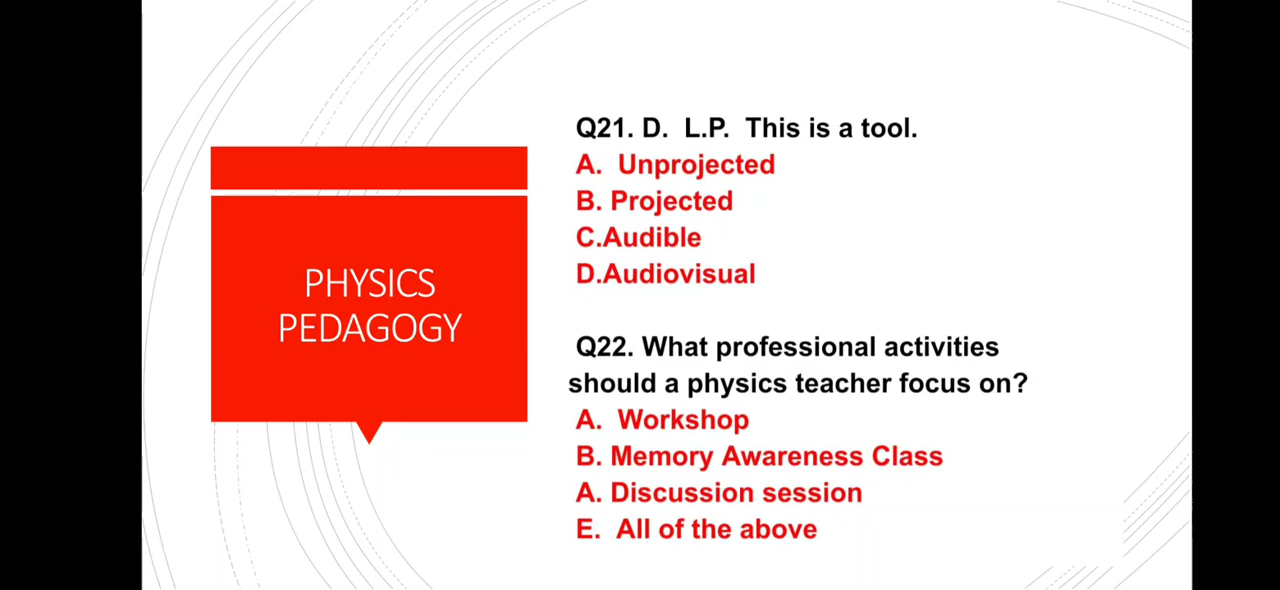 PHYSICS
PEDAGOGY
Q21. D. L.P. This is a tool.
A. Unprojected
B. Projected
C.Audible
D.Audiovisual
Q22. What professional activities
should a physics teacher focus on?
A. Workshop
B. Memory Awareness Class
A. Discussion session
E. All of the above